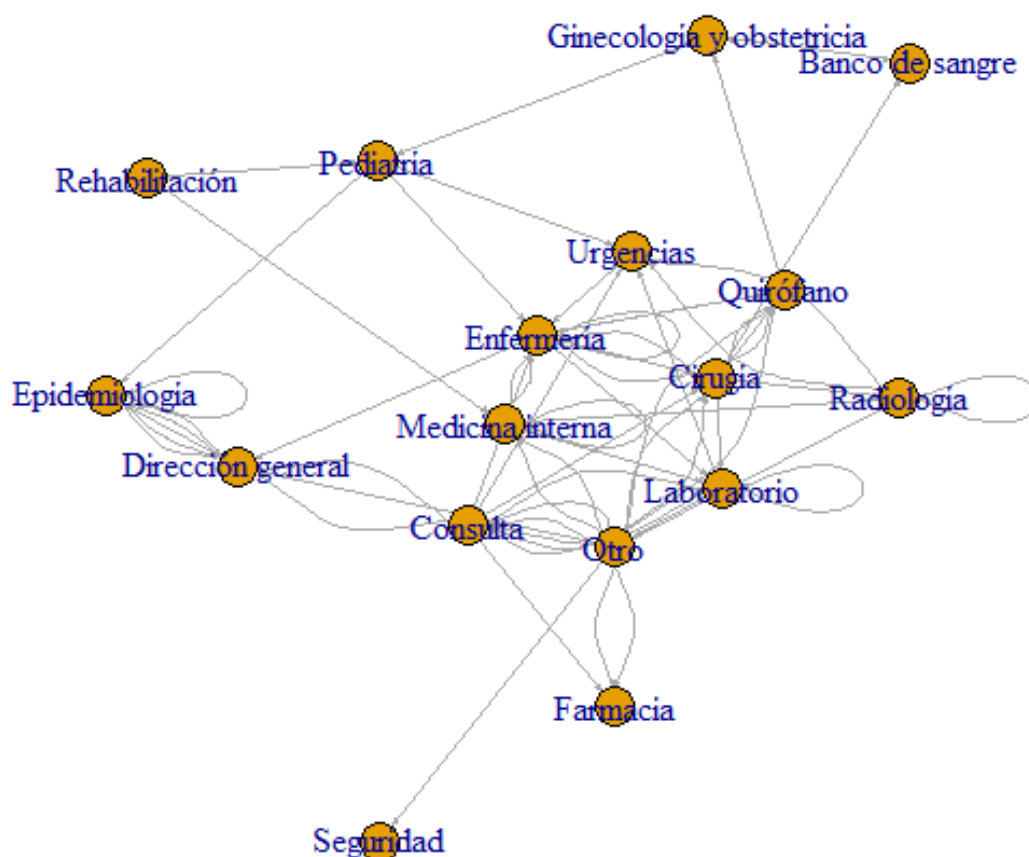 Ginecología y obstetricia
Banco de sangre
Pediatría
Rehabilitación
Urgencias
Quirófano
Enfermería
Cirugía
Epidemiología
Radiología
Medicina interna
Dirección general
Laboratorio
Consulta
Otro
Farmacia
Seguridad